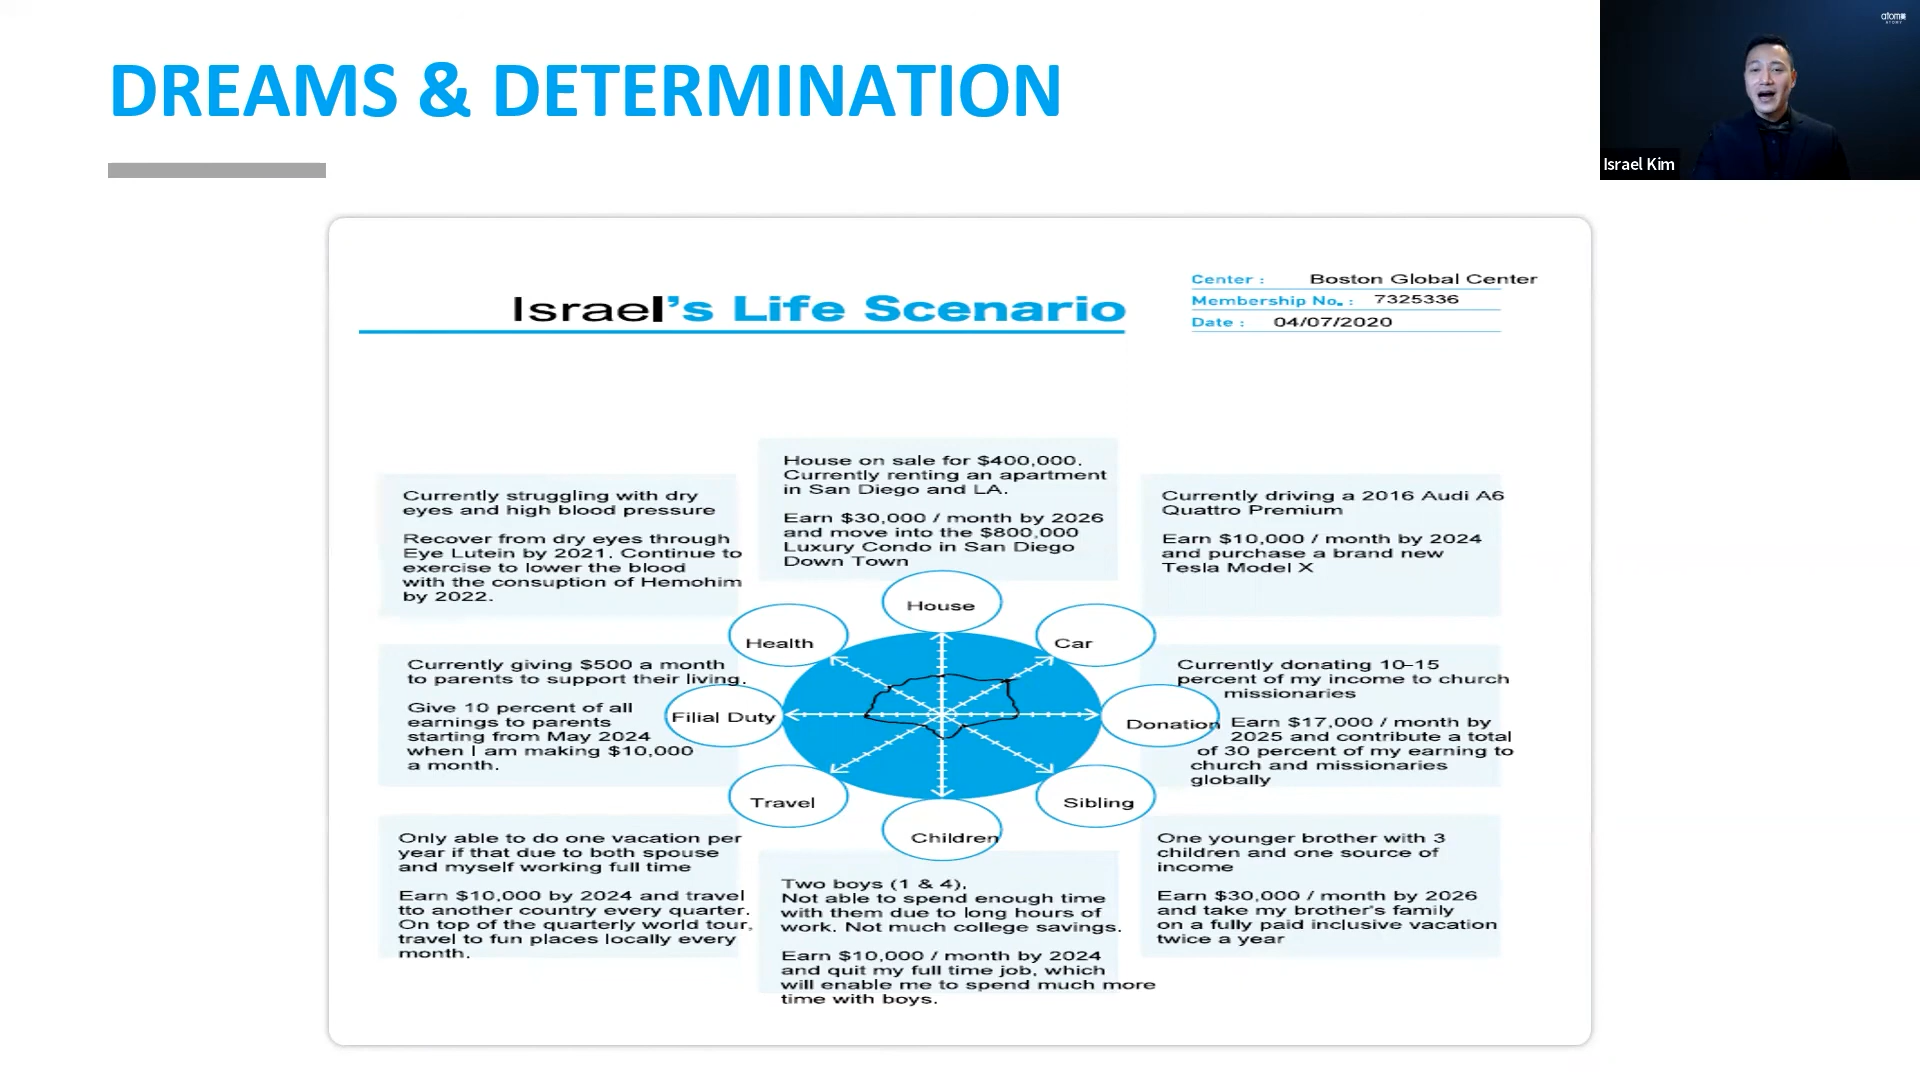 DREAMS & DETERMINATION
atom
ATOMY
Israel Kim
Israel's Life Scenario
Center : Boston Global Center
Membership No. : 7325336
Date : 04/07/2020
House on sale for $400,000.
Currently renting an apartment
in San Diego and LA.
Earn $30,000 / month by 2026
and move into the $800,000
Luxury Condo in San Diego
Down Town
Currently struggling with dry
eyes and high blood pressure
Recover from dry eyes through
Eye Lutein by 2021. Continue to
exercise to lower the blood
with the consuption of Hemohim
by 2022.
Currently driving a 2016 Audi A6
Quattro Premium
Earn $10,000 / month by 2024
and purchase a brand new
Tesla Model X
House
Health
Car
Currently giving $500 a month
to parents to support their living.
Give 10 percent of all
earnings to parents
starting from May 2024
when I am making $10,000
a month.
Filial Duty
Donation
Currently donating 10-15
percent of my income to church
missionaries
Earn $17,000 / month by
2025 and contribute a total
of 30 percent of my earning to
church and missionaries
globally
Travel
Sibling
Children
Only able to do one vacation per
year if that due to both spouse
and myself working full time
Earn $10,000 by 2024 and travel
tto another country every quarter.
On top of the quarterly world tour,
travel to fun places locally every
month.
Two boys (1 & 4),
Not able to spend enough time
with them due to long hours of
work. Not much college savings.
Earn $10,000 / month by 2024
and quit my full time job, which
will enable me to spend much more
time with boys.
One younger brother with 3
children and one source of
income
Earn $30,000 / month by 2026
and take my brother's family
on a fully paid inclusive vacation
twice a year